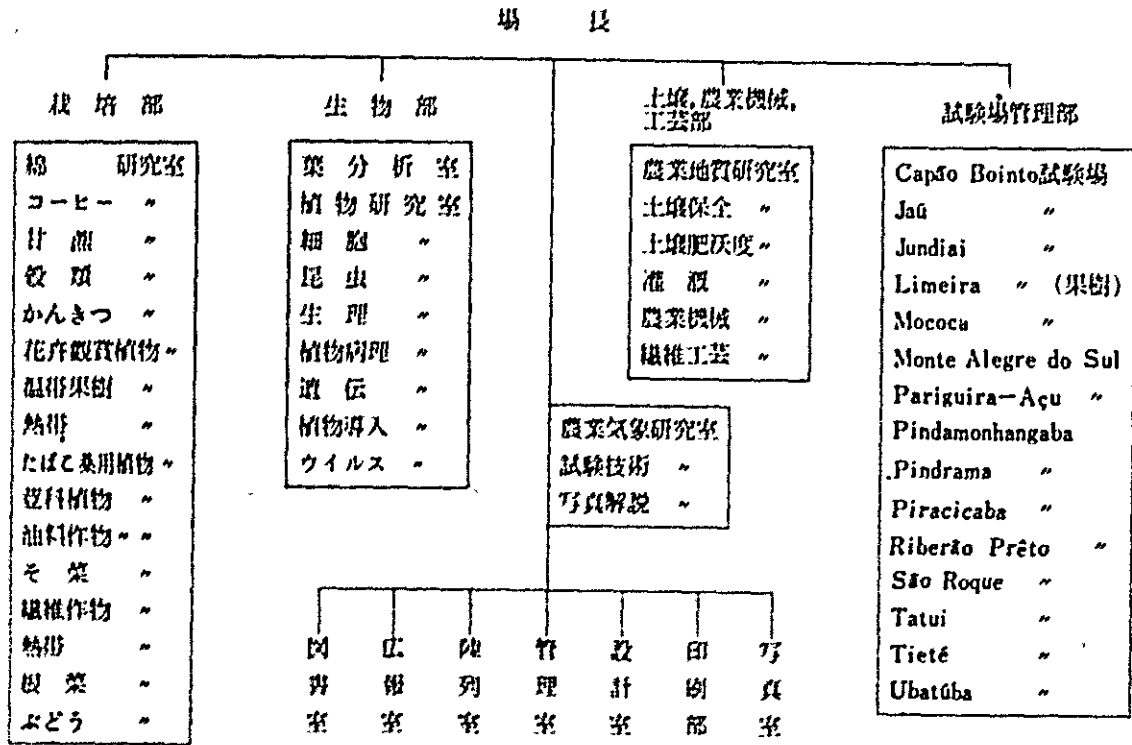 場長
栽培部
綿 研究室
コーヒー 〃
甘蔗 〃
穀類 〃
かんきつ 〃
花卉観賞植物〃
温帯果樹 〃
熱帯 〃
たばこ薬用植物〃
荳科植物 〃
油料作物〃 〃
そ菜 〃
繊維作物 〃
熱帯 〃
根菜 〃
ぶどう 〃
生物部
葉分析室
植物研究室
細胞 〃
昆虫 〃
生理 〃
植物病理 〃
遺伝 〃
植物導入 〃
ウイルス 〃
土壌,農業機械,
工芸部
農業地質研究室
土壌保全 〃
土壌肥沃度〃
灌漑 〃
農業機械 〃
繊維工芸 〃
農業気象研究室
試験技術 〃
写真解説 〃
試験場管理部
Capão Bointo試験場
Jaú 〃
Jundiai 〃
Limeira 〃 (果樹)
Mococa 〃
Monte Alegre do Sul
Pariguira-Açu 〃
Pindamonhangaba
Pindrama 〃
Piracicaba 〃
Riberão Prêto 〃
São Roque 〃
Tatui 〃
Tieté 〃
Ubatúba 〃
図書室
広報室
陳列室
管理室
設計室
印刷部
写真室